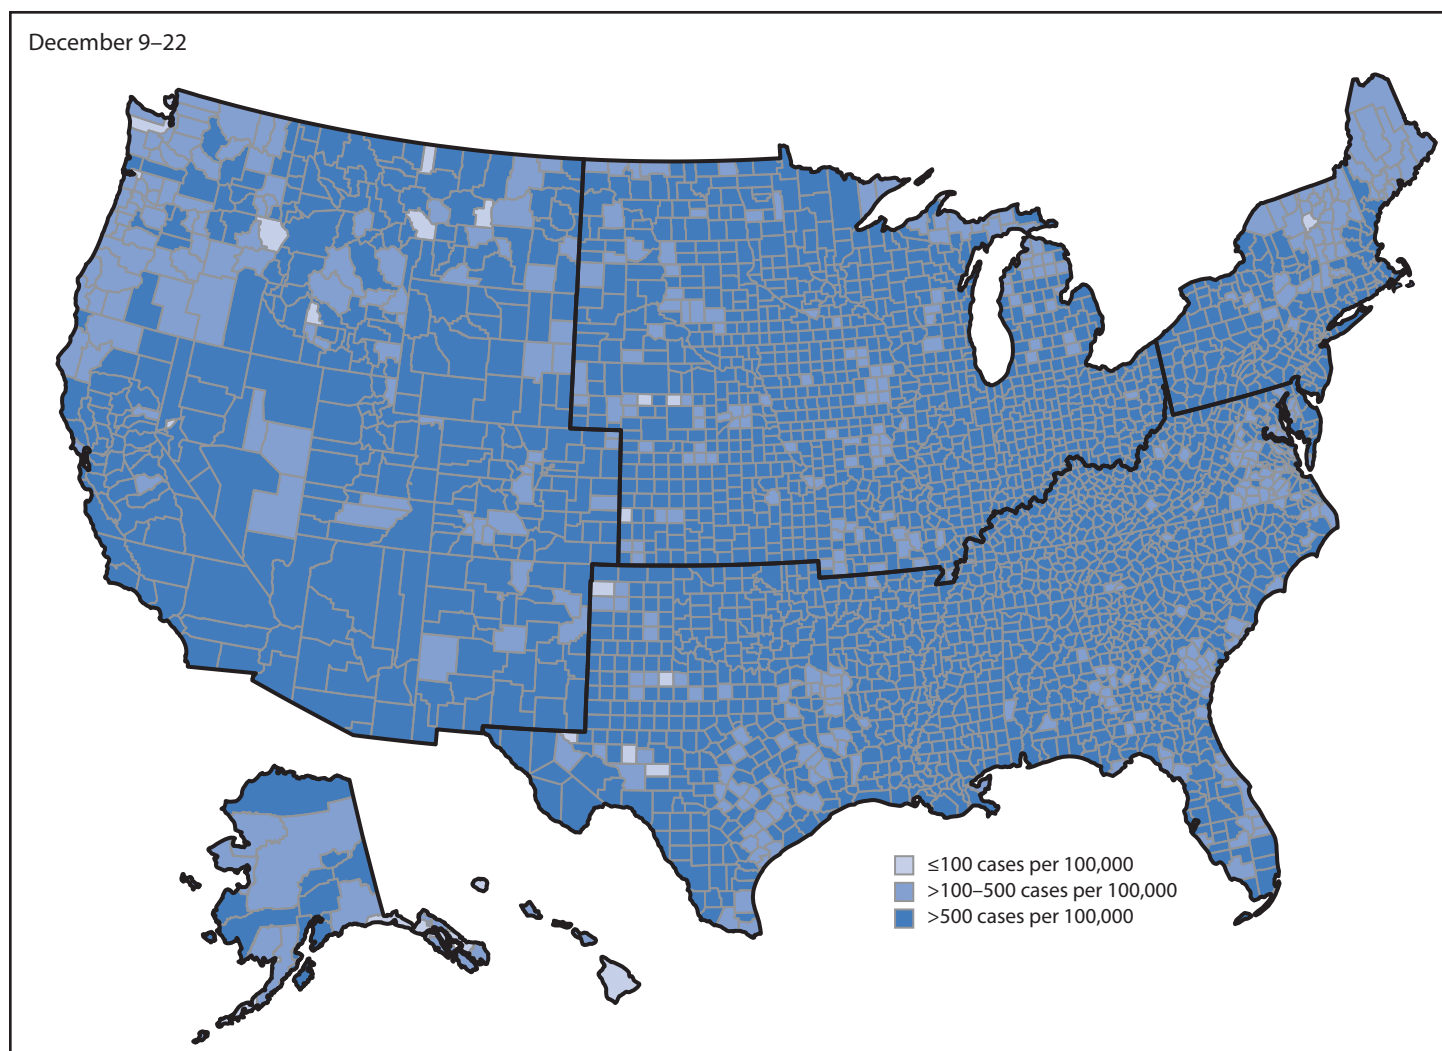 December 9–22
≤100 cases per 100,000
>100–500 cases per 100,000
>500 cases per 100,000